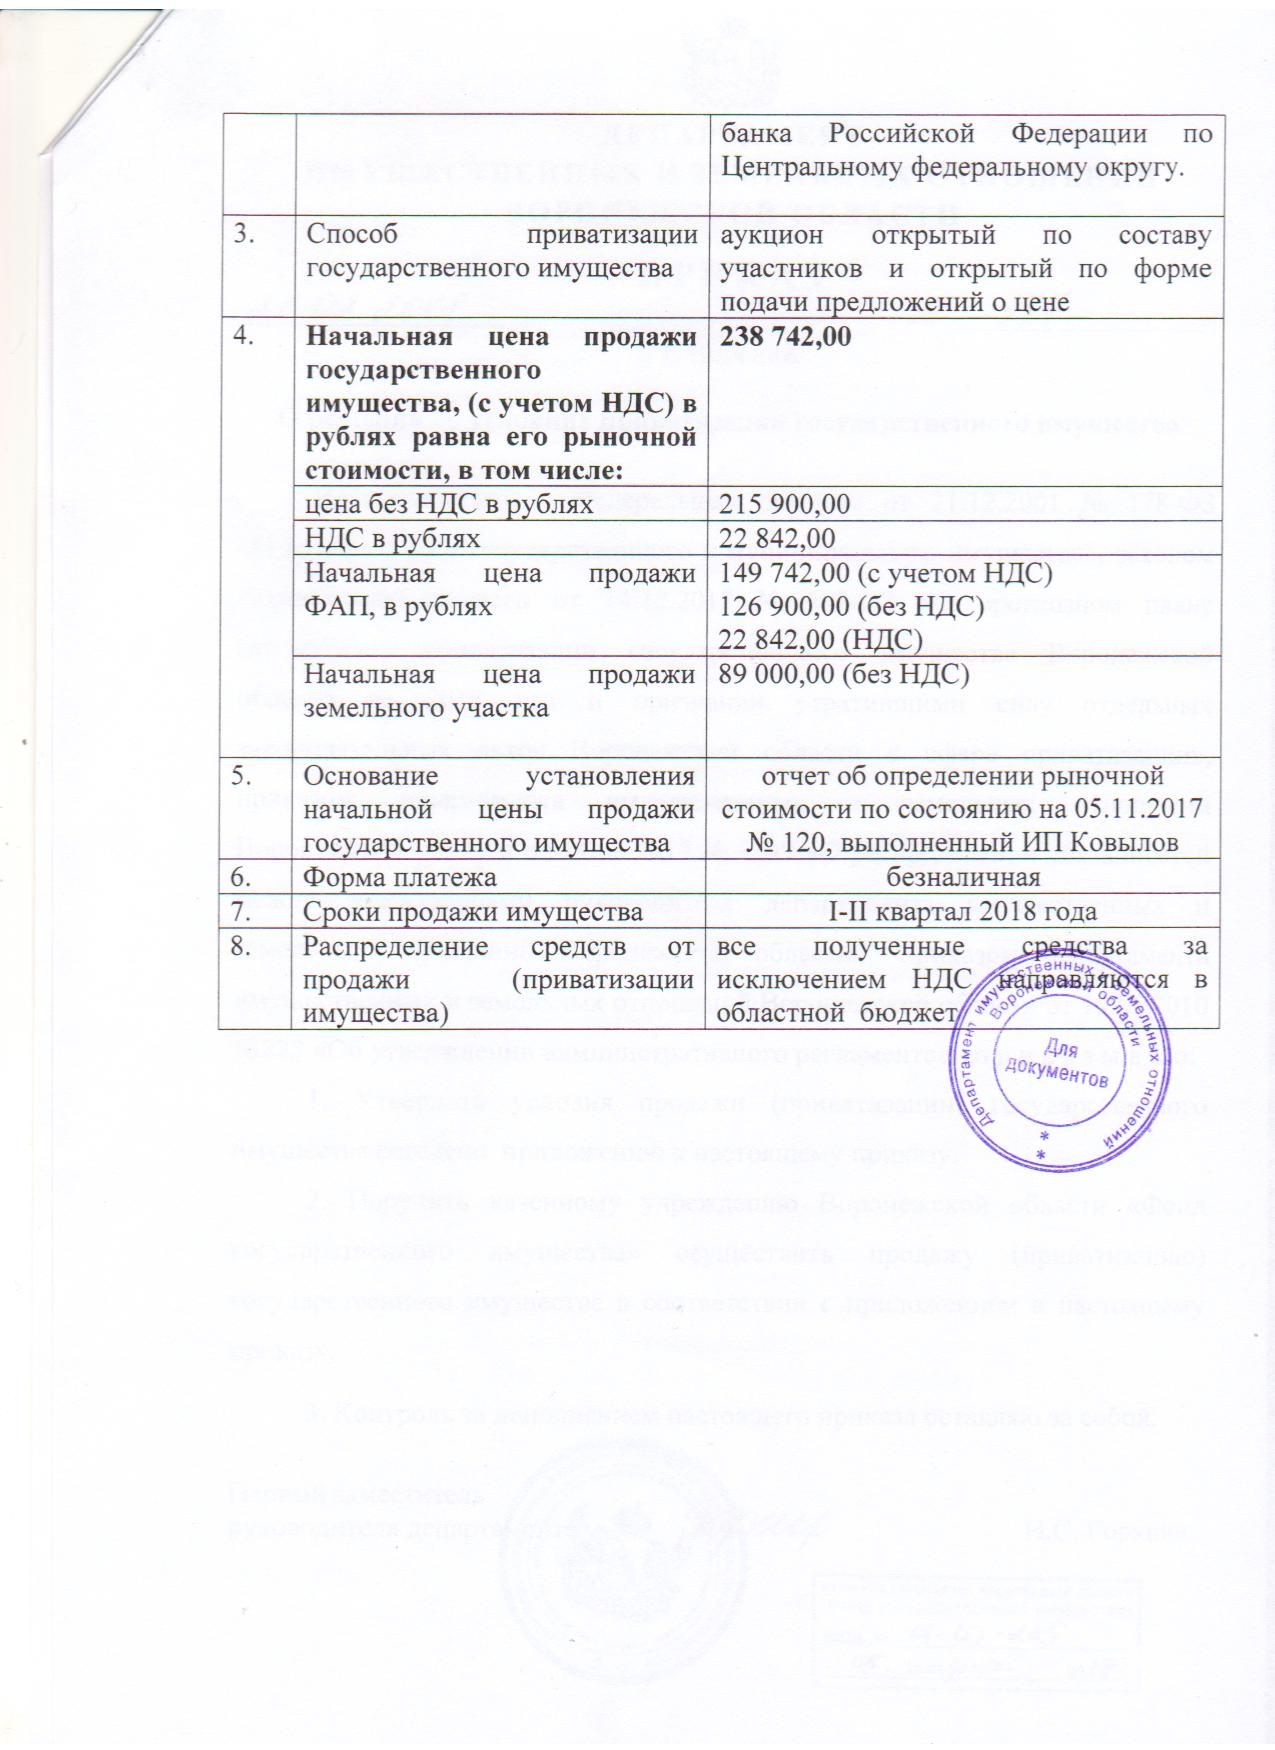 банка Российской Федерации по
Центральному федеральному округу.
3.
Способ приватизации
государственного имущества
аукцион открытый по составу
участников и открытый по форме
подачи предложений о цене
4.
Начальная цена продажи
государственного
имущества, (с учетом НДС) в
рублях равна его рыночной
стоимости, в том числе:
238 742,00
цена без НДС в рублях
215 900,00
НДС в рублях
22 842,00
Начальная цена продажи
ФАП, в рублях
149 742,00 (с учетом НДС)
126 900,00 (без НДС)
22 842,00 (НДС)
Начальная цена продажи
земельного участка
89 000,00 (без НДС)
5.
Основание установления
начальной цены продажи
государственного имущества
отчет об определении рыночной
стоимости по состоянию на 05.11.2017
№ 120, выполненный ИП Ковылов
6.
Форма платежа
безналичная
7.
Сроки продажи имущества
I-II квартал 2018 года
8.
Распределение средств от
продажи (приватизации
имущества)
все полученные средства за
исключением НДС направляются в
областной бюджет
Департамент имущественных и земельных отношений
Воронежской области
Для
документов
* *